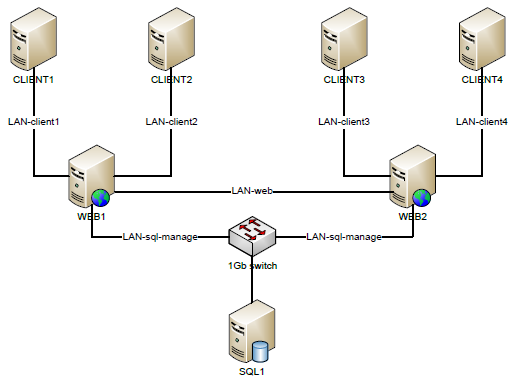 CLIENT1
CLIENT2
CLIENT3
CLIENT4
LAN-client1
LAN-client2
LAN-client3
LAN-client4
WEB1
LAN-web
WEB2
LAN-sql-manage
LAN-sql-manage
1Gb switch
SQL1